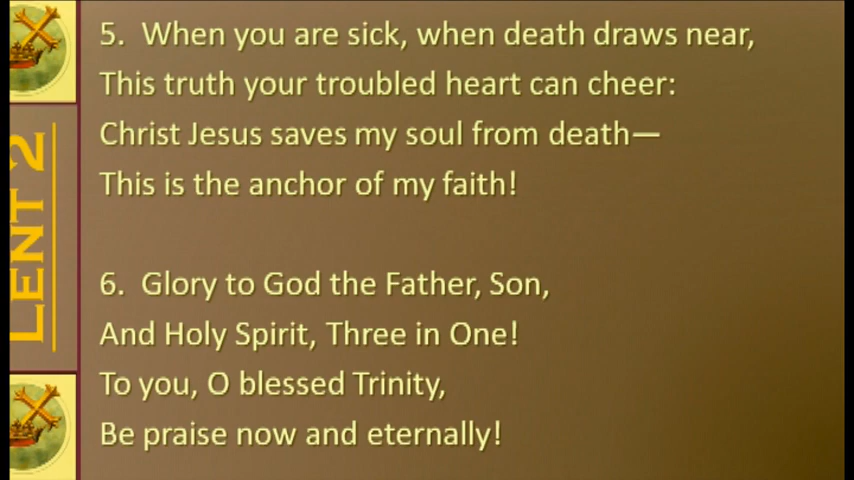 LENT 2
5. When you are sick, when death draws near,
This truth your troubled heart can cheer:
Christ Jesus saves my soul from death—
This is the anchor of my faith!
6. Glory to God the Father, Son,
And Holy Spirit, Three in One!
To you, O blessed Trinity,
Be praise now and eternally!